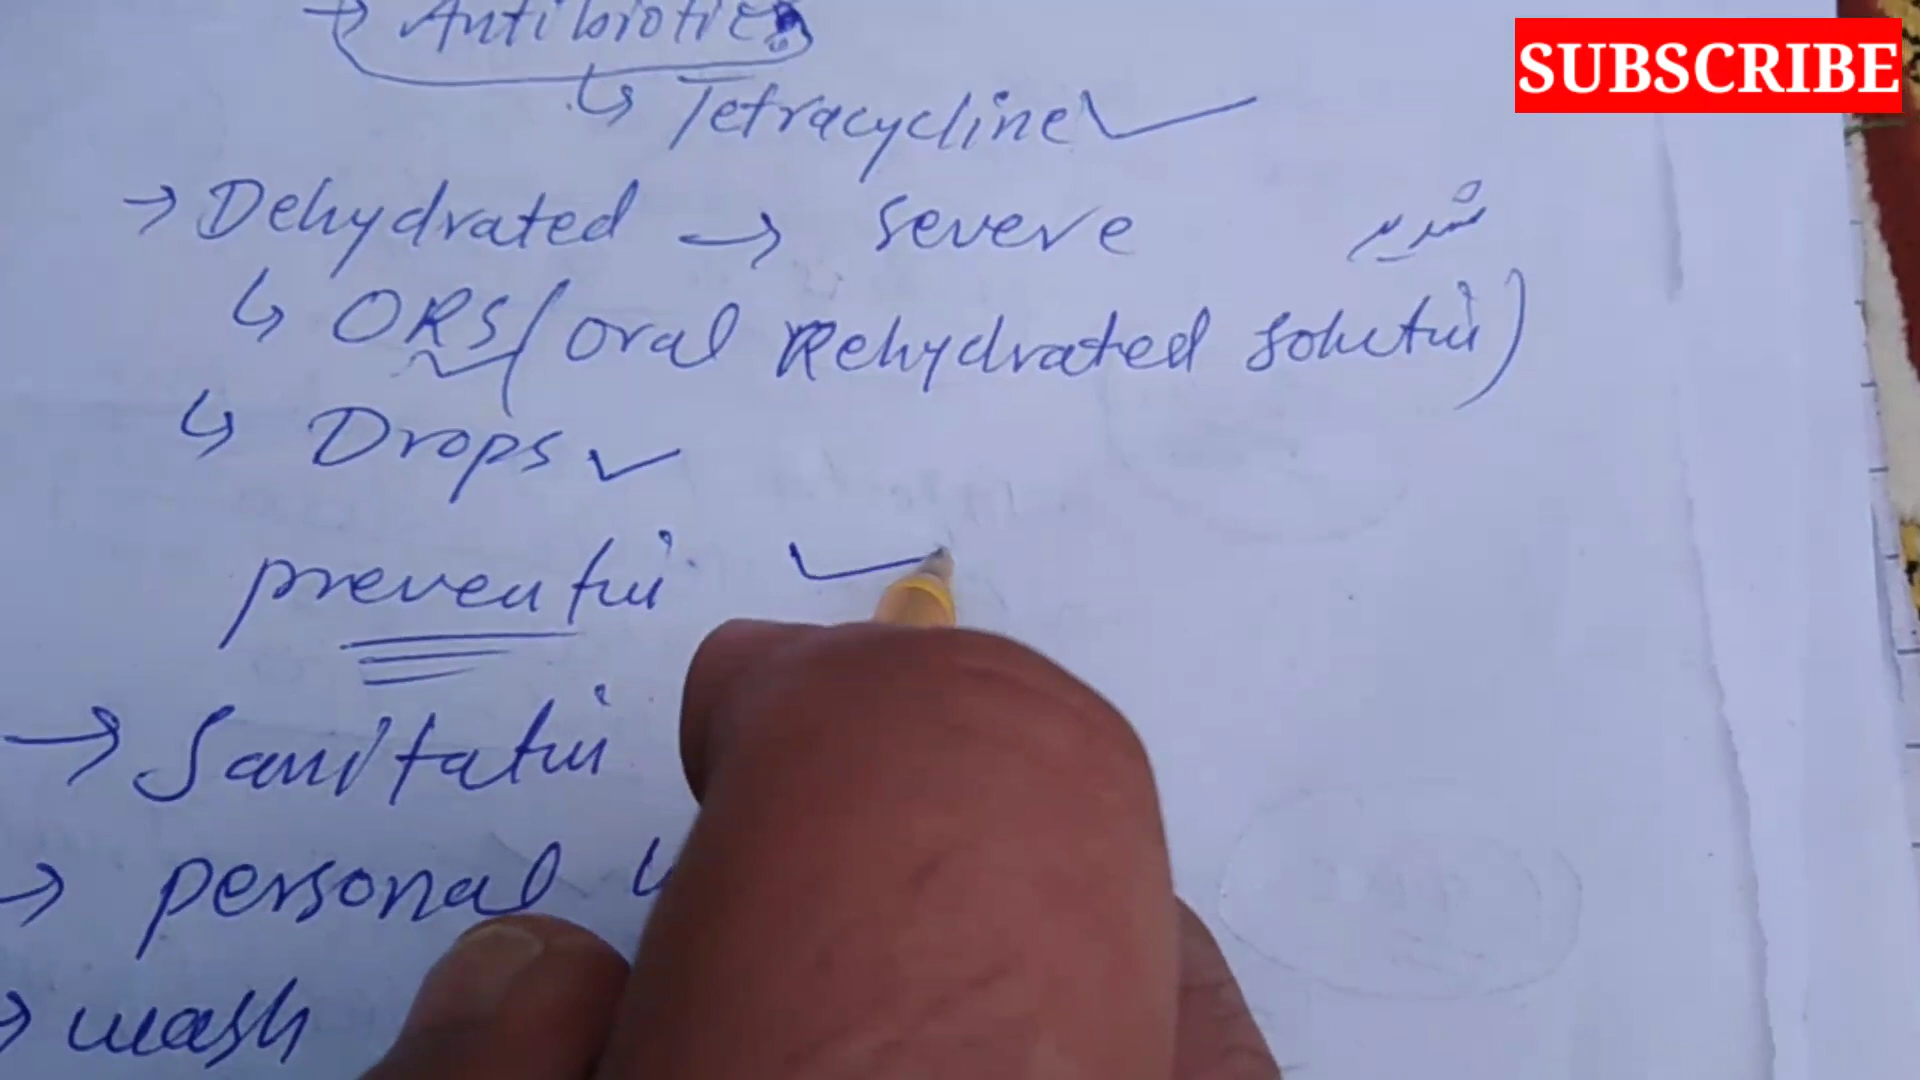 SUBSCRIBE
→ Antibiotics
↳ Tetracycline
→ Dehydrated → severe شدید
↳ ORS (oral Rehydrated solution)
↳ Drops
prevention
→ Sanitation
→ personal
→ wash